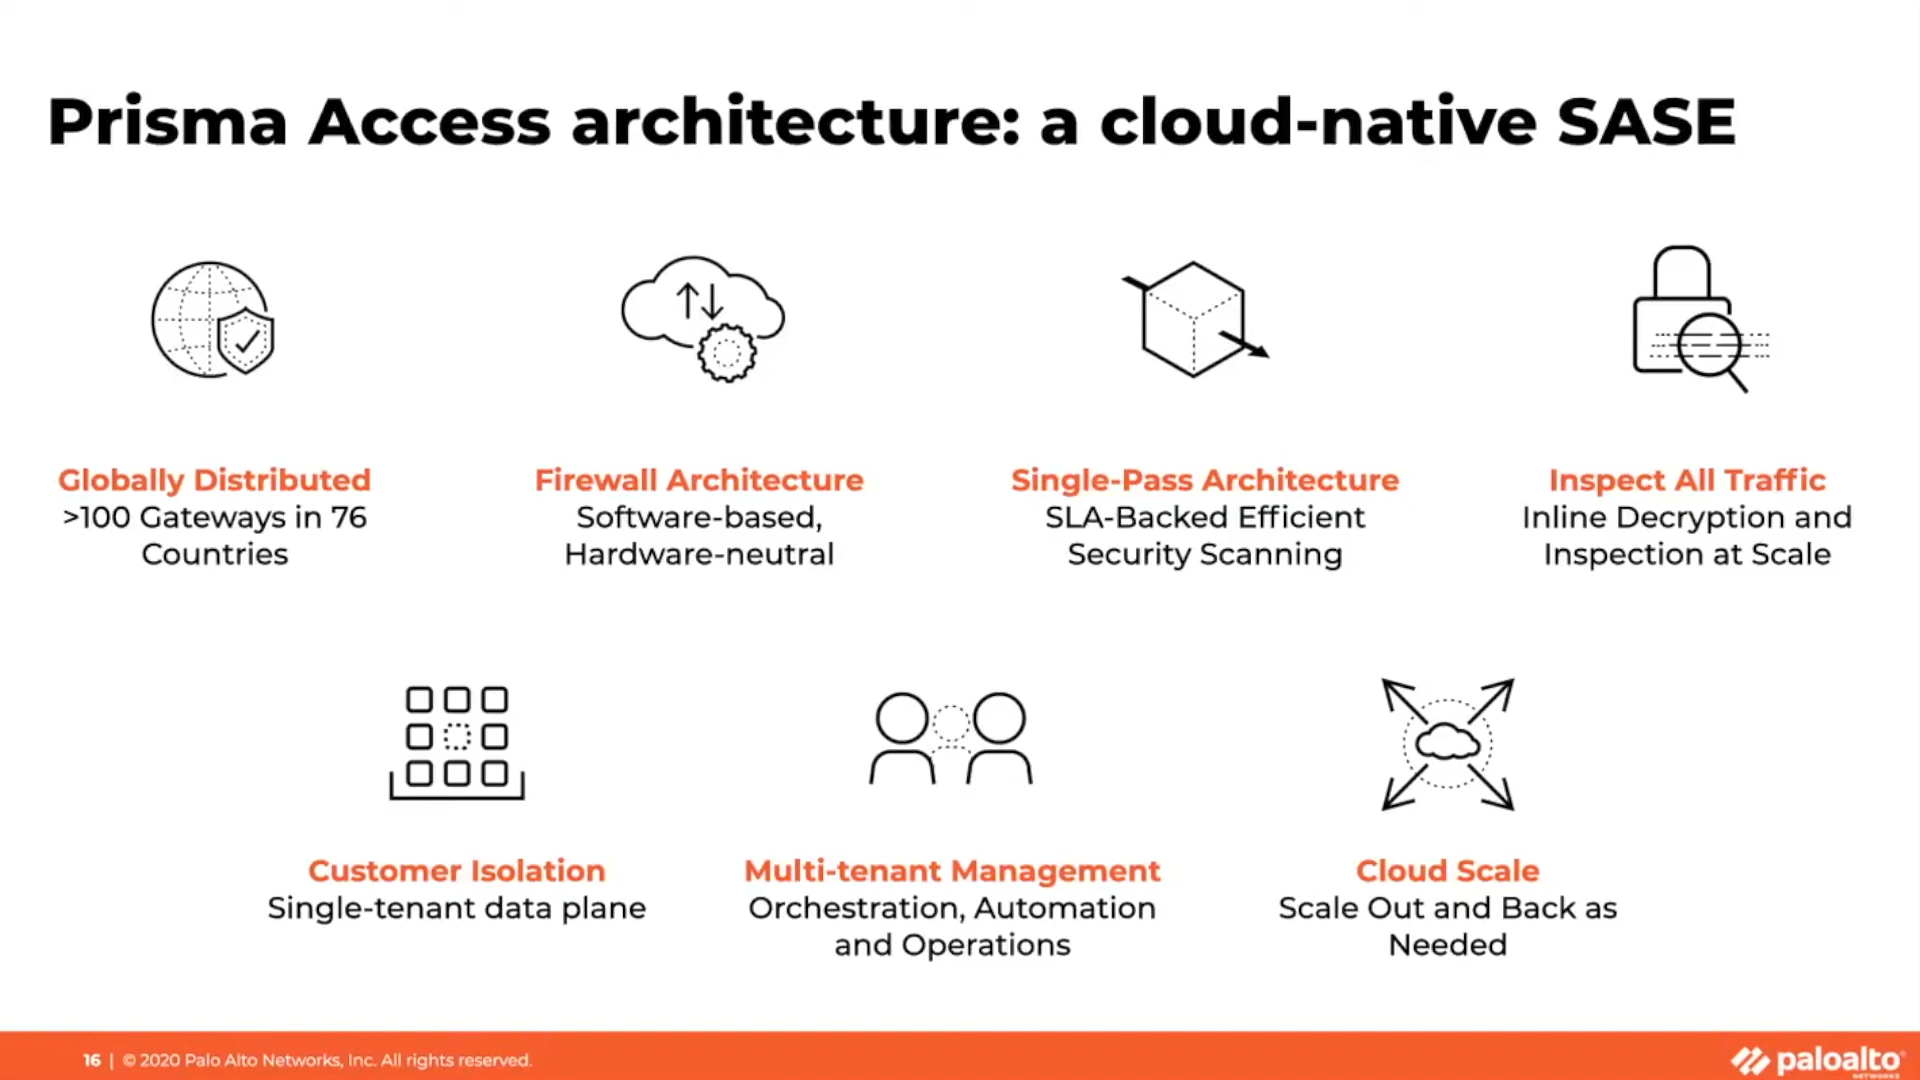 Prisma Access architecture: a cloud-native SASE
Globally Distributed
>100 Gateways in 76
Countries
Firewall Architecture
Software-based,
Hardware-neutral
Single-Pass Architecture
SLA-Backed Efficient
Security Scanning
Inspect All Traffic
Inline Decryption and
Inspection at Scale
Customer Isolation
Single-tenant data plane
Multi-tenant Management
Orchestration, Automation
and Operations
Cloud Scale
Scale Out and Back as
Needed
16 | © 2020 Palo Alto Networks, Inc. All rights reserved.
paloalto
NETWORKS